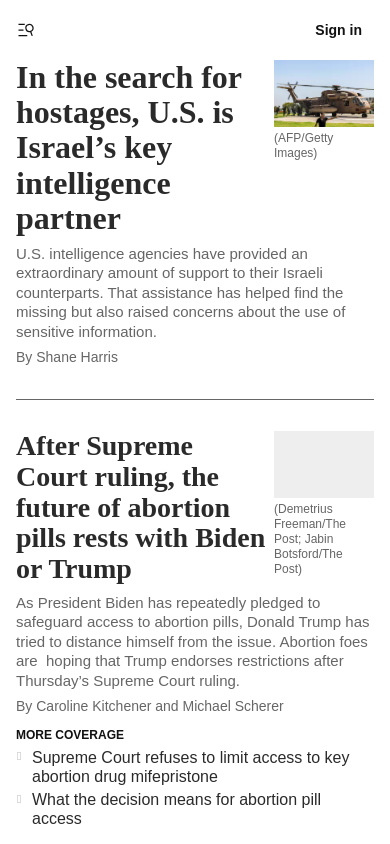 Sign in
In the search for
hostages, U.S. is
Israel’s key
intelligence
partner
(AFP/Getty
Images)
U.S. intelligence agencies have provided an
extraordinary amount of support to their Israeli
counterparts. That assistance has helped find the
missing but also raised concerns about the use of
sensitive information.
By Shane Harris
After Supreme
Court ruling, the
future of abortion
pills rests with Biden
or Trump
(Demetrius
Freeman/The
Post; Jabin
Botsford/The
Post)
As President Biden has repeatedly pledged to
safeguard access to abortion pills, Donald Trump has
tried to distance himself from the issue. Abortion foes
are  hoping that Trump endorses restrictions after
Thursday’s Supreme Court ruling.
By Caroline Kitchener and Michael Scherer
MORE COVERAGE
Supreme Court refuses to limit access to key
abortion drug mifepristone
What the decision means for abortion pill
access